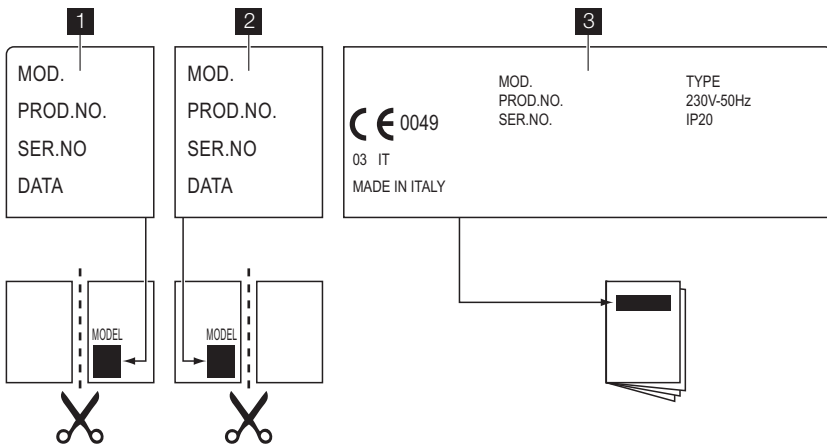 1
2
3
MOD.
PROD.NO.
SER.NO
DATA
MOD.
PROD.NO.
SER.NO
DATA
CE 0049
03 IT
MADE IN ITALY
MOD.
PROD.NO.
SER.NO.
TYPE
230V-50Hz
IP20
MODEL
MODEL